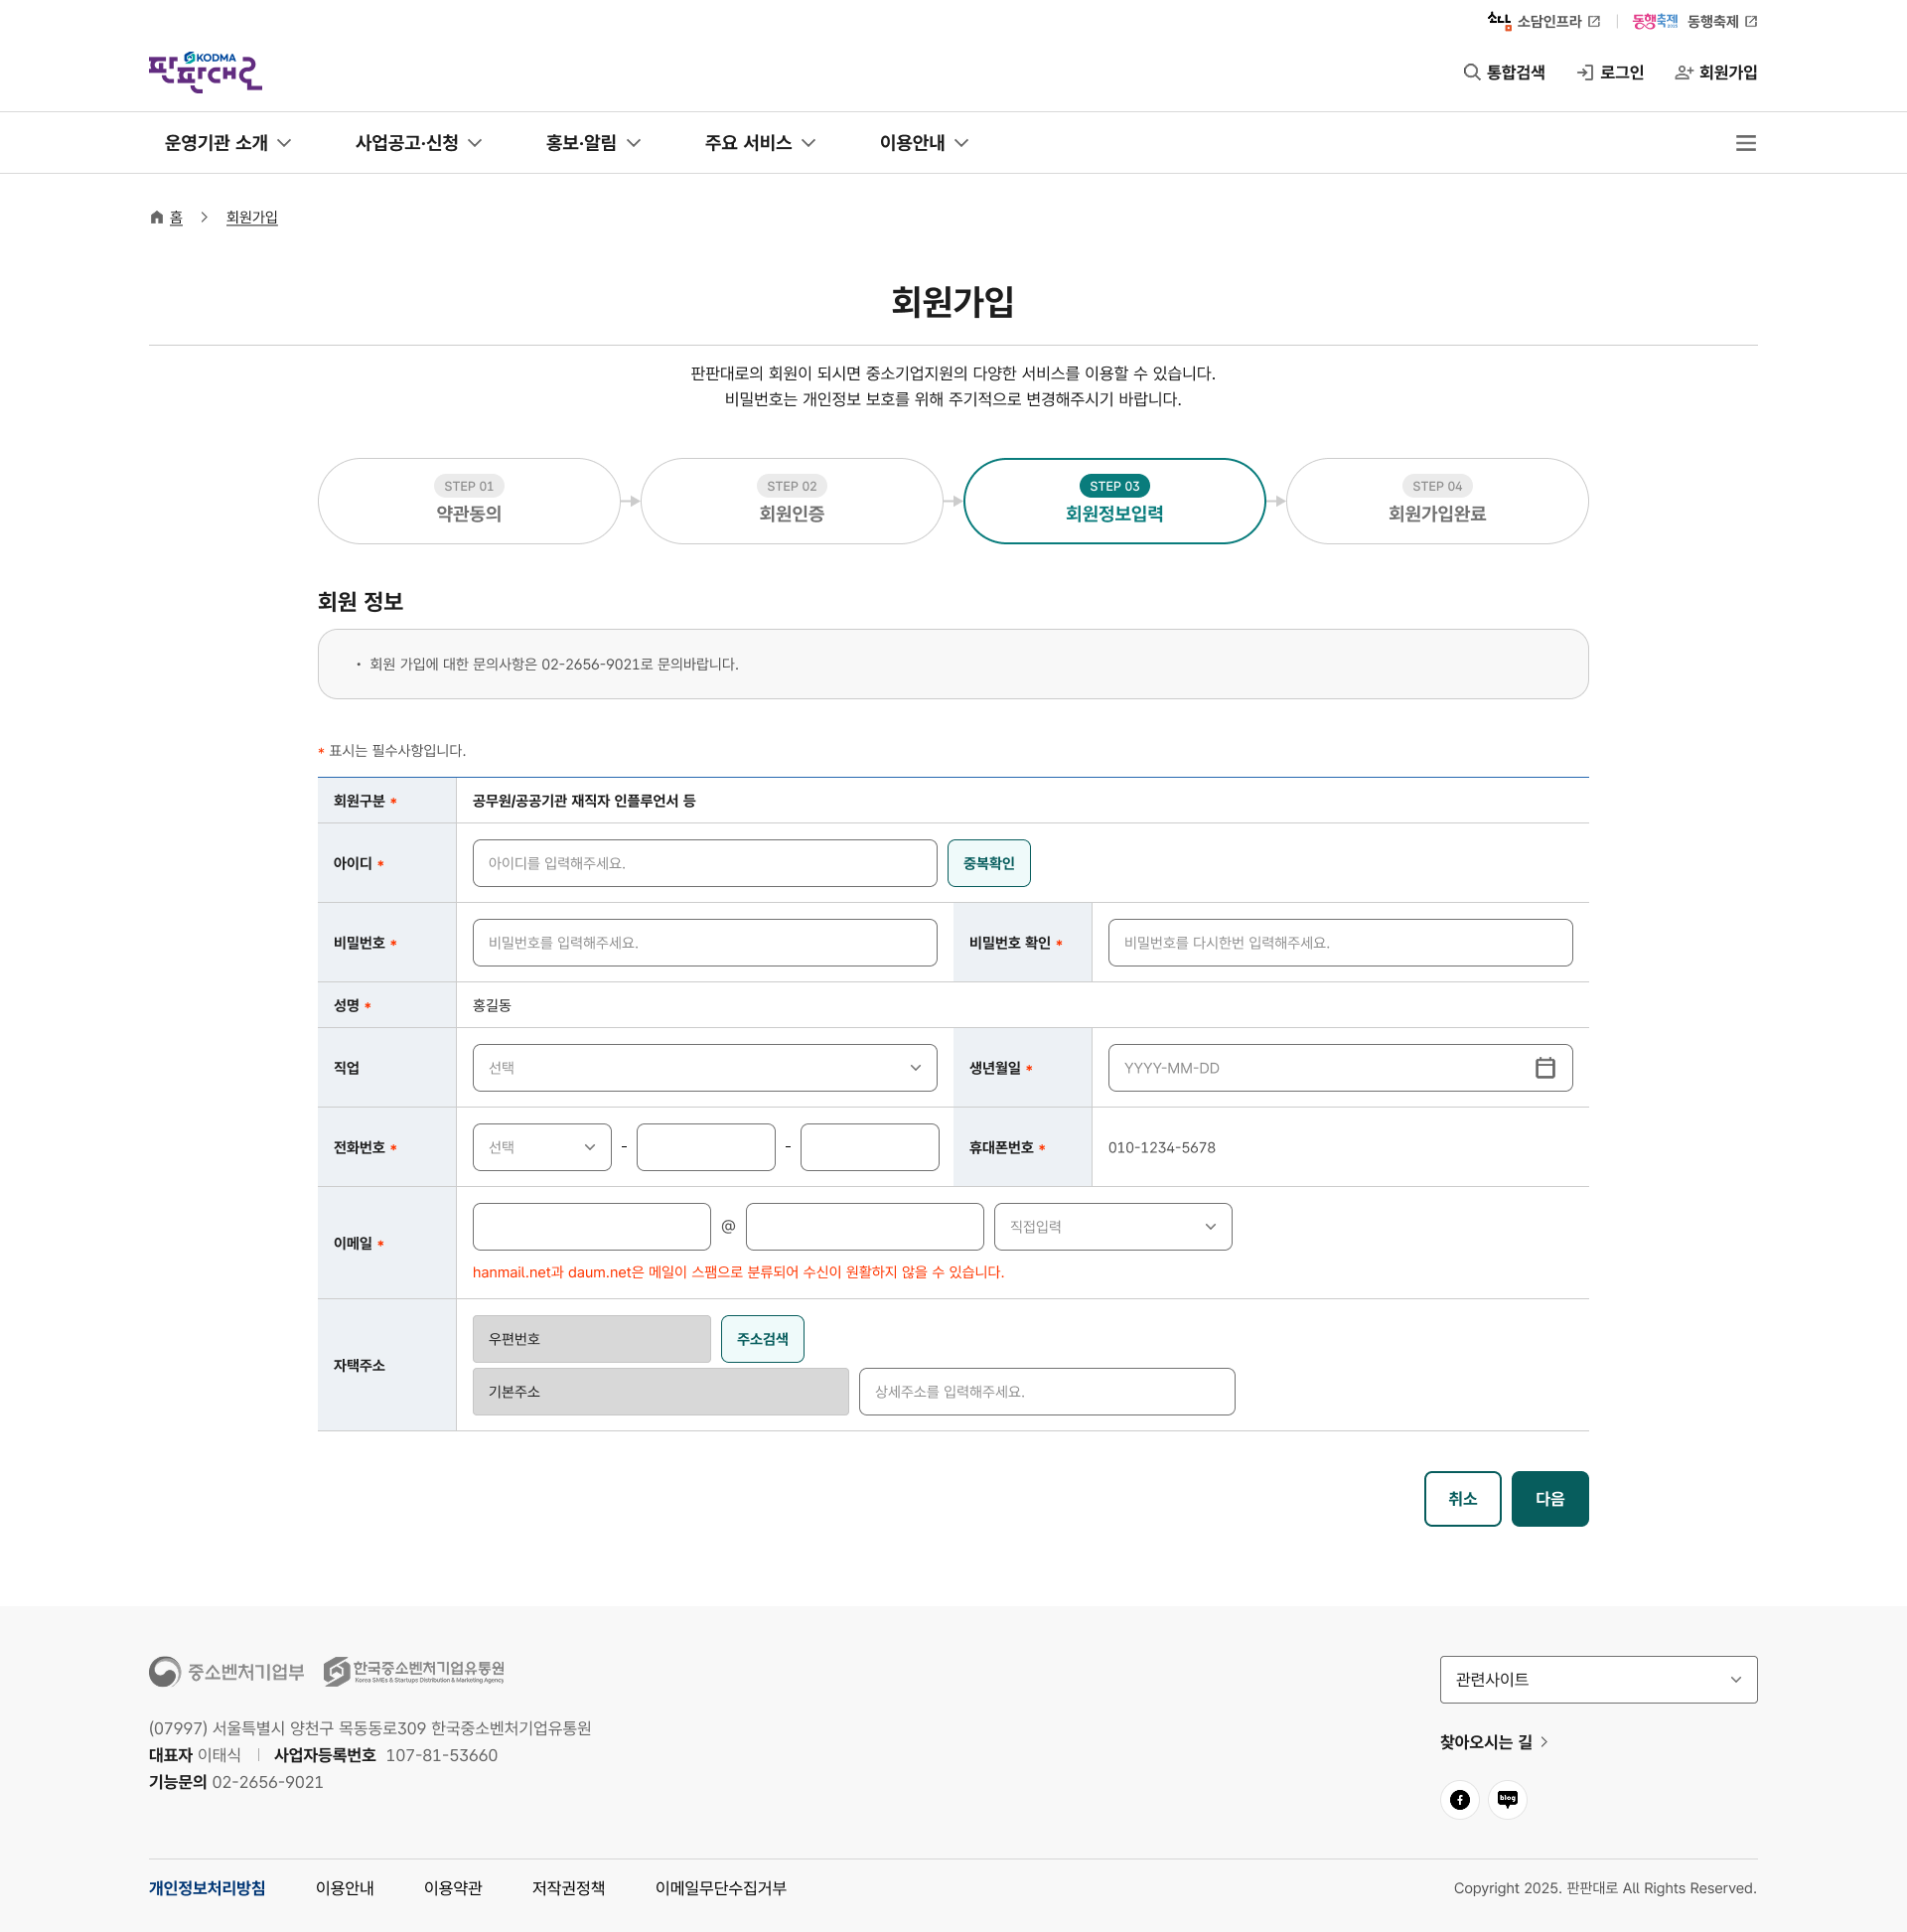 소담 소담인프라
동행축제 동행축제
KODMA
판판대로
통합검색 로그인 회원가입
운영기관 소개 사업공고·신청 홍보·알림 주요 서비스 이용안내
홈 회원가입
회원가입
판판대로의 회원이 되시면 중소기업지원의 다양한 서비스를 이용할 수 있습니다.
비밀번호는 개인정보 보호를 위해 주기적으로 변경해주시기 바랍니다.
STEP 01
약관동의
STEP 02
회원인증
STEP 03
회원정보입력
STEP 04
회원가입완료
회원 정보
• 회원 가입에 대한 문의사항은 02-2656-9021로 문의바랍니다.
* 표시는 필수사항입니다.
회원구분 * 공무원/공공기관 재직자 인플루언서 등
아이디 * 아이디를 입력해주세요. 중복확인
비밀번호 * 비밀번호를 입력해주세요. 비밀번호 확인 * 비밀번호를 다시한번 입력해주세요.
성명 * 홍길동
직업 선택 생년월일 * YYYY-MM-DD
전화번호 * 선택 - - 휴대폰번호 * 010-1234-5678
이메일 * @ 직접입력
hanmail.net과 daum.net은 메일이 스팸으로 분류되어 수신이 원활하지 않을 수 있습니다.
자택주소 우편번호 주소검색
기본주소 상세주소를 입력해주세요.
취소 다음
중소벤처기업부 한국중소벤처기업유통원
Korea SMEs & Startups Distribution & Marketing Agency
관련사이트
(07997) 서울특별시 양천구 목동동로309 한국중소벤처기업유통원
대표자 이태식 사업자등록번호 107-81-53660
기능문의 02-2656-9021
찾아오시는 길
blog
개인정보처리방침 이용안내 이용약관 저작권정책 이메일무단수집거부
Copyright 2025. 판판대로 All Rights Reserved.